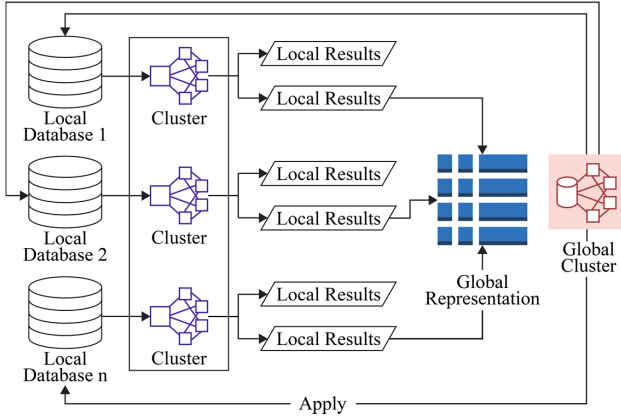 Local Results
Local
Database 1
Cluster
Local Results
Local Results
Local
Database 2
Cluster
Local Results
Global
Representation
Global
Cluster
Local Results
Local
Database n
Cluster
Local Results
Apply